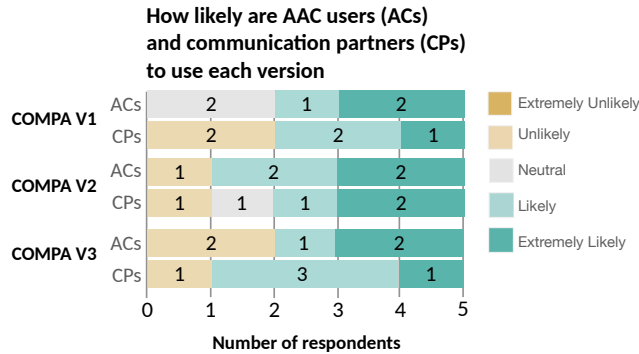 How likely are AAC users (ACs)
and communication partners (CPs)
to use each version
COMPA V1
ACs 2 1 2
CPs 2 2 1
COMPA V2
ACs 1 2 2
CPs 1 1 1 2
COMPA V3
ACs 2 1 2
CPs 1 3 1
0 1 2 3 4 5
Number of respondents
Extremely Unlikely
Unlikely
Neutral
Likely
Extremely Likely